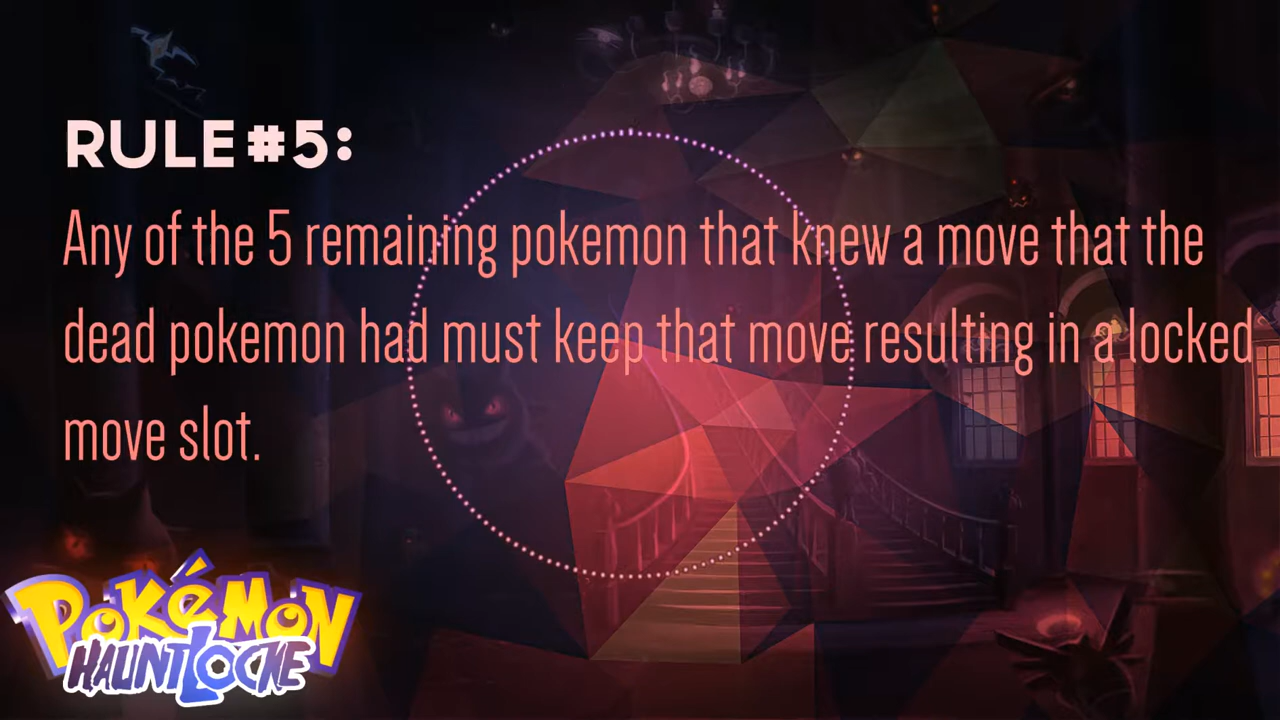 RULE #5:
Any of the 5 remaining pokemon that knew a move that the
dead pokemon had must keep that move resulting in a locked
move slot.
POKÉMON
HAUNTLOCKE